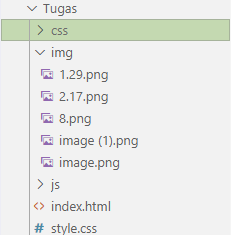 Tugas
css
img
1.29.png
2.17.png
8.png
image (1).png
image.png
js
index.html
style.css